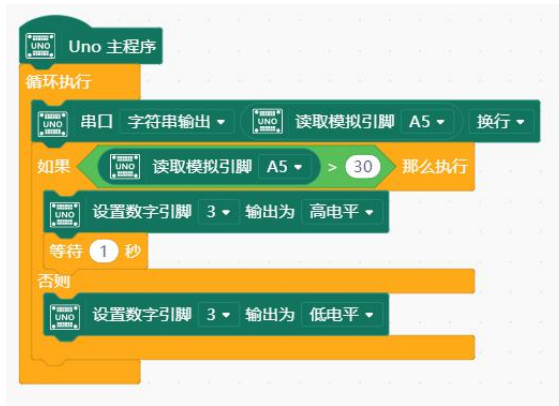 UNO Uno 主程序
循环执行
UNO 串口 字符串输出 UNO 读取模拟引脚 A5 换行
如果 UNO 读取模拟引脚 A5 > 30 那么执行
UNO 设置数字引脚 3 输出为 高电平
等待 1 秒
否则
UNO 设置数字引脚 3 输出为 低电平